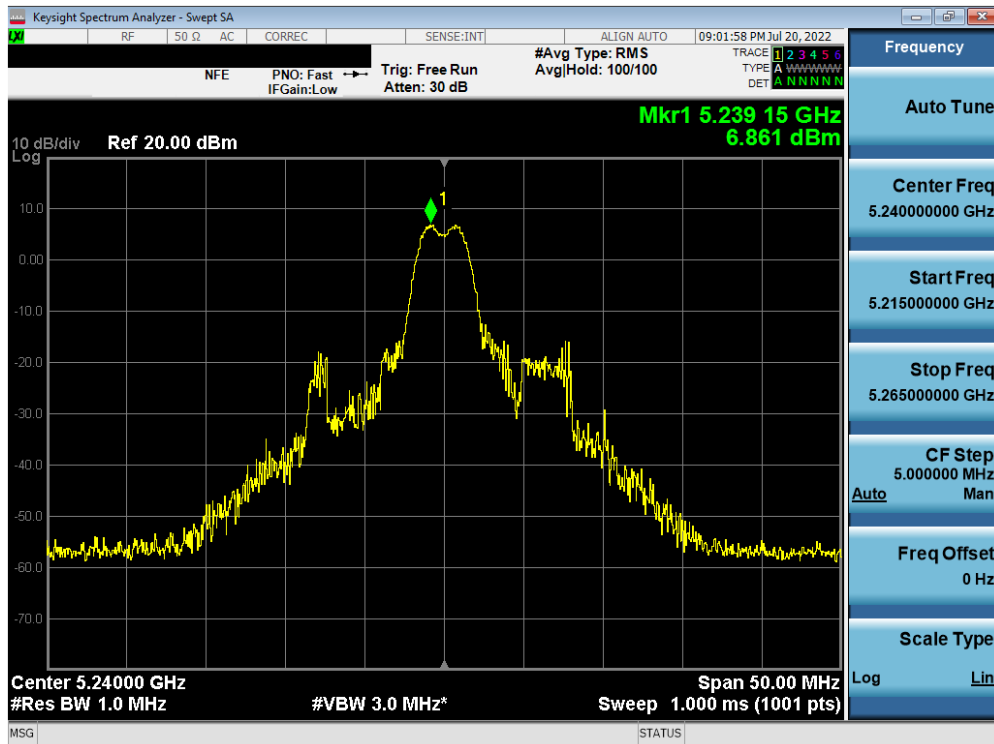 Keysight Spectrum Analyzer - Swept SA
LXI RF 50 Ω AC CORREC SENSE:INT ALIGN AUTO 09:01:58 PM Jul 20, 2022
NFE PNO: Fast Trig: Free Run #Avg Type: RMS TRACE 1 2 3 4 5 6
IFGain:Low Atten: 30 dB Avg|Hold: 100/100 TYPE A WWWWW
DET A N N N N N
Mkr1 5.239 15 GHz
6.861 dBm
10 dB/div Ref 20.00 dBm
Log
1
10.0
0.00
-10.0
-20.0
-30.0
-40.0
-50.0
-60.0
-70.0
Center 5.24000 GHz Span 50.00 MHz
#Res BW 1.0 MHz #VBW 3.0 MHz* Sweep 1.000 ms (1001 pts)
MSG STATUS
Frequency
Auto Tune
Center Freq
5.240000000 GHz
Start Freq
5.215000000 GHz
Stop Freq
5.265000000 GHz
CF Step
5.000000 MHz
Auto Man
Freq Offset
0 Hz
Scale Type
Log Lin